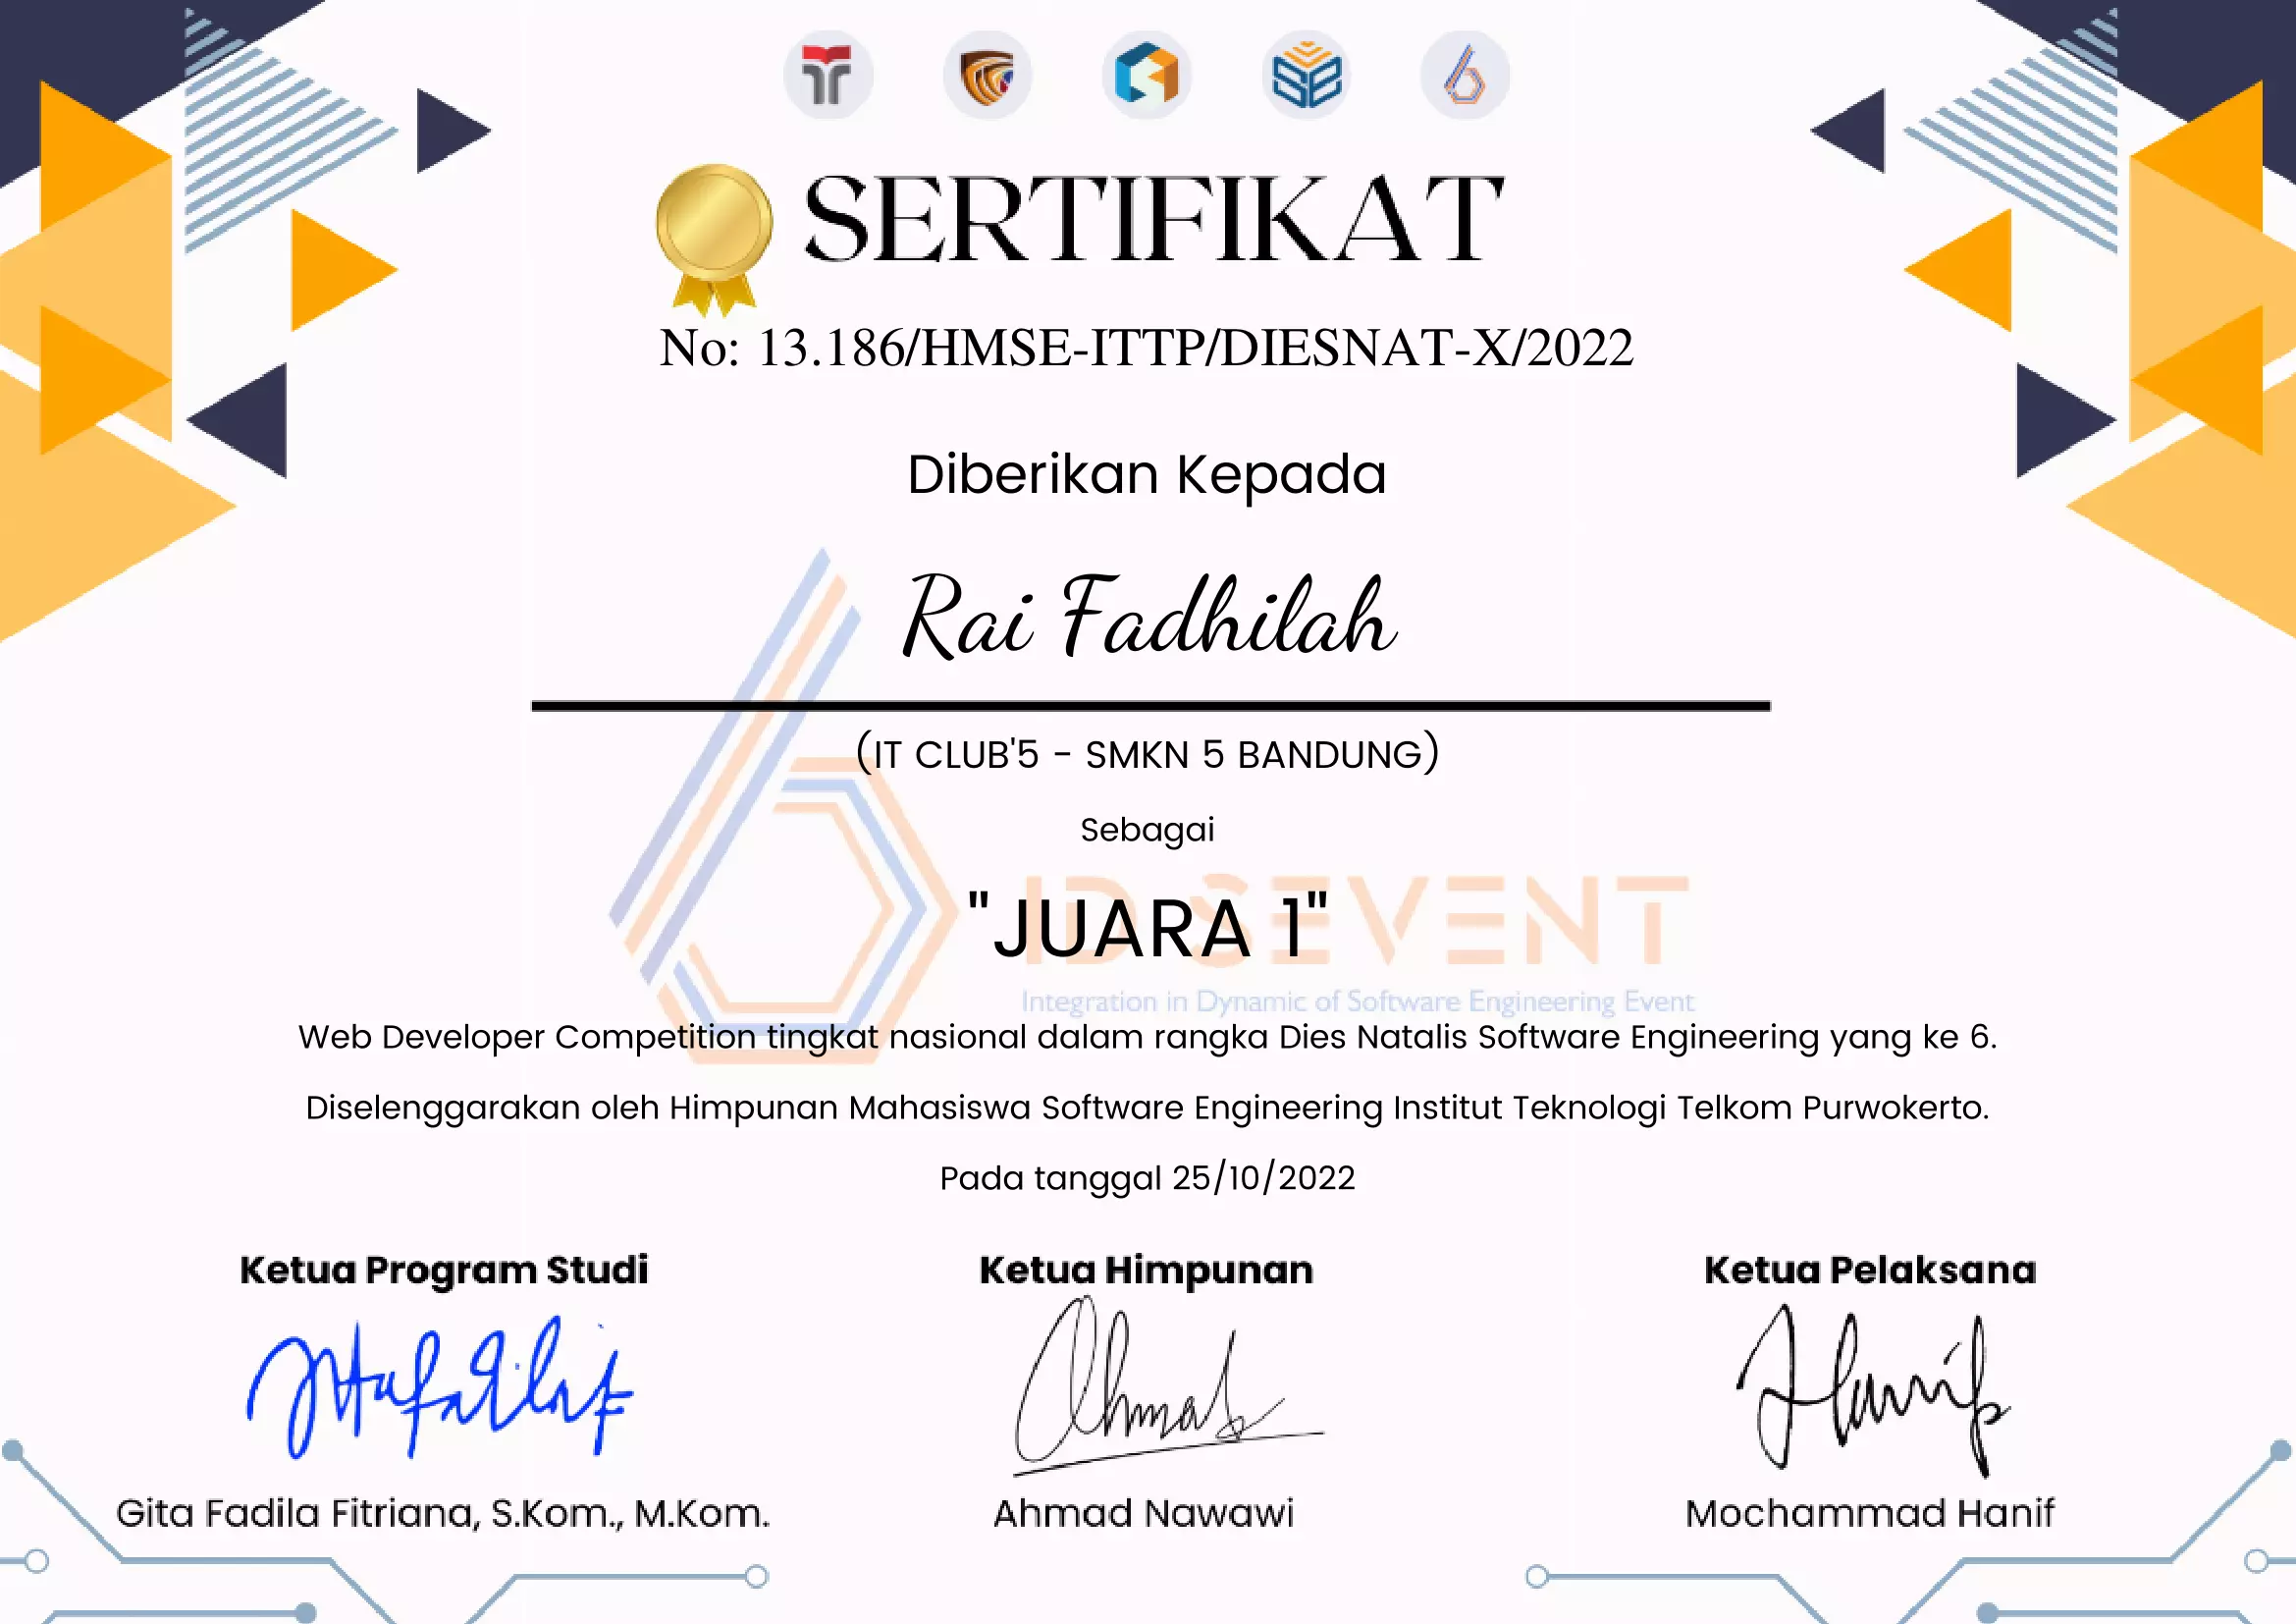 SERTIFIKAT
No: 13.186/HMSE-ITTP/DIESNAT-X/2022
Diberikan Kepada
Rai Fadhilah
(IT CLUB'5 - SMKN 5 BANDUNG)
Sebagai
"JUARA 1"
ID SEVENT
Integration in Dynamic of Software Engineering Event
Web Developer Competition tingkat nasional dalam rangka Dies Natalis Software Engineering yang ke 6.
Diselenggarakan oleh Himpunan Mahasiswa Software Engineering Institut Teknologi Telkom Purwokerto.
Pada tanggal 25/10/2022
Ketua Program Studi Ketua Himpunan Ketua Pelaksana
Gita Fadila Fitriana, S.Kom., M.Kom. Ahmad Nawawi Mochammad Hanif